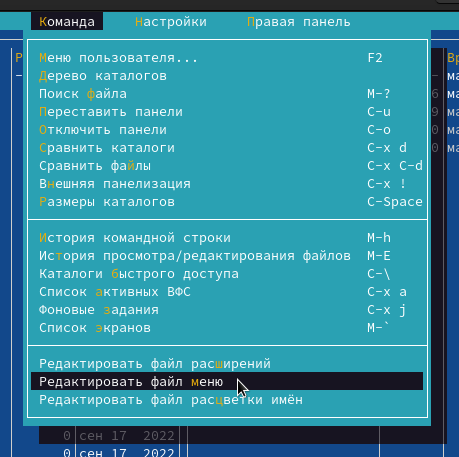 Команда Настройки Правая панель
Р Вр
Меню пользователя... F2
Дерево каталогов
Поиск файла M-?
Переставить панели C-u
Отключить панели C-o
Сравнить каталоги C-x d
Сравнить файлы C-x C-d
Внешняя панелизация C-x !
Размеры каталогов C-Space
История командной строки M-h
История просмотра/редактирования файлов M-E
Каталоги быстрого доступа C-\
Список активных ВФС C-x a
Фоновые задания C-x j
Список экранов M-`
Редактировать файл расширений
Редактировать файл меню
Редактировать файл расцветки имён
0 сен 17 2022
0 сен 17 2022